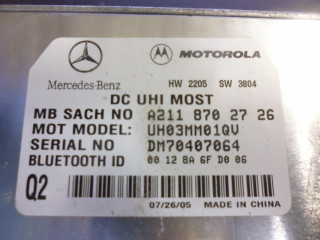 MOTOROLA
Mercedes-Benz HW 2205 SW 3804
DC UHI MOST
MB SACH NO A211 870 27 26
MOT MODEL: UH03MM01QV
SERIAL NO DM70407064
BLUETOOTH ID 00 12 8A 6F D0 06
Q2 07/26/05 MADE IN CHINA